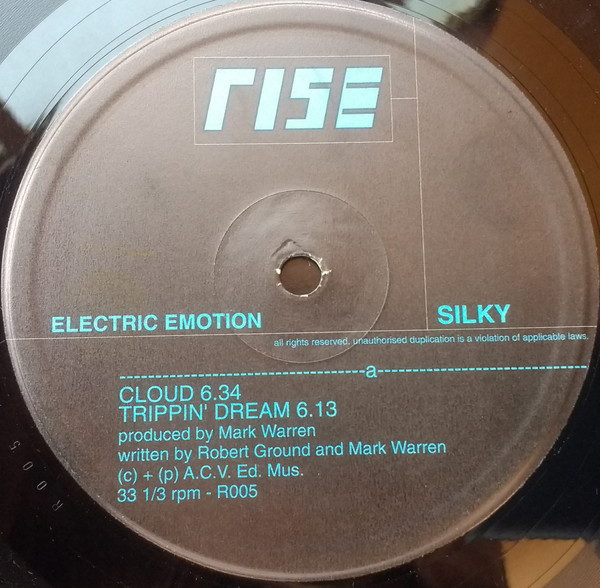 rise
ELECTRIC EMOTION
SILKY
all rights reserved. unauthorised duplication is a violation of applicable laws.
a
CLOUD 6.34
TRIPPIN' DREAM 6.13
produced by Mark Warren
written by Robert Ground and Mark Warren
(c) + (p) A.C.V. Ed. Mus.
33 1/3 rpm - R005
R 005